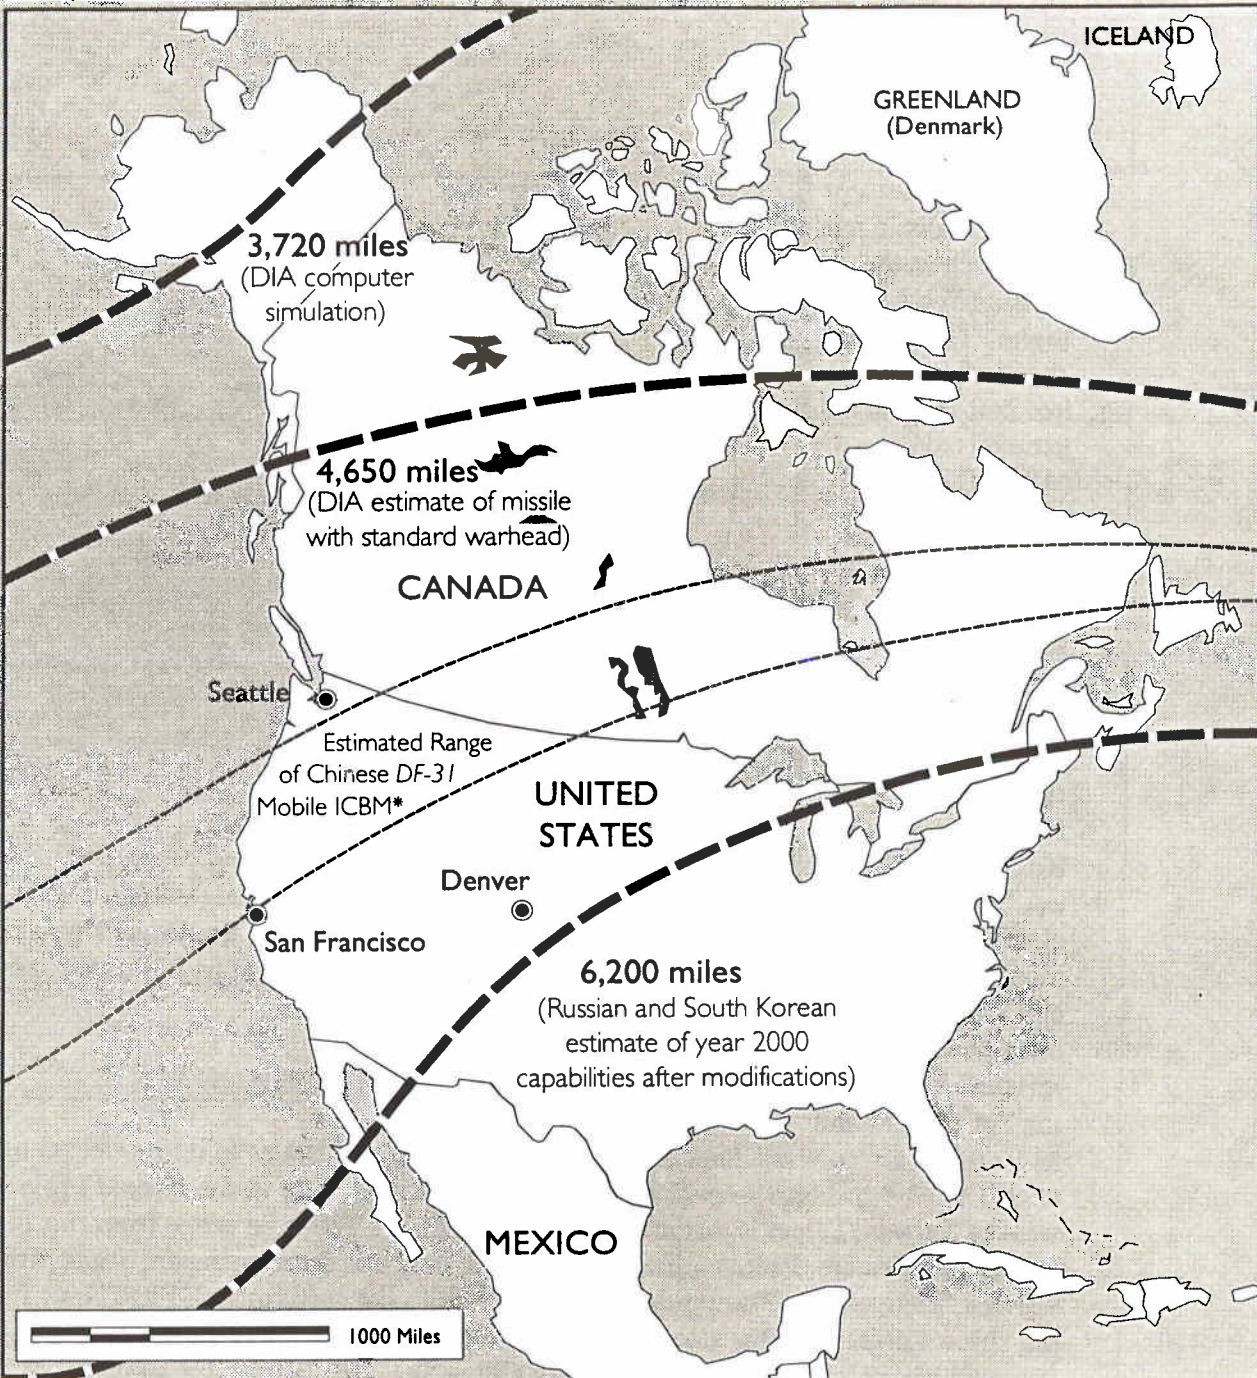 ICELAND
GREENLAND
(Denmark)
3,720 miles
(DIA computer
simulation)
4,650 miles
(DIA estimate of missile
with standard warhead)
CANADA
Seattle
Estimated Range
of Chinese DF-31
Mobile ICBM*
UNITED
STATES
Denver
San Francisco
6,200 miles
(Russian and South Korean
estimate of year 2000
capabilities after modifications)
MEXICO
1000 Miles